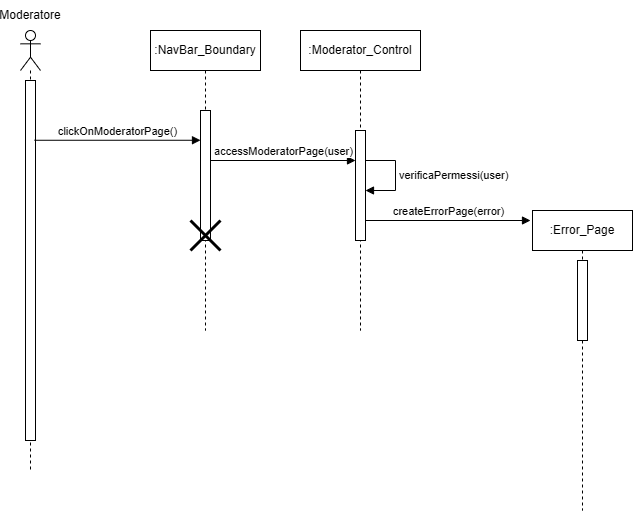 Moderatore
:NavBar_Boundary
:Moderator_Control
clickOnModeratorPage()
accessModeratorPage(user)
verificaPermessi(user)
createErrorPage(error)
:Error_Page